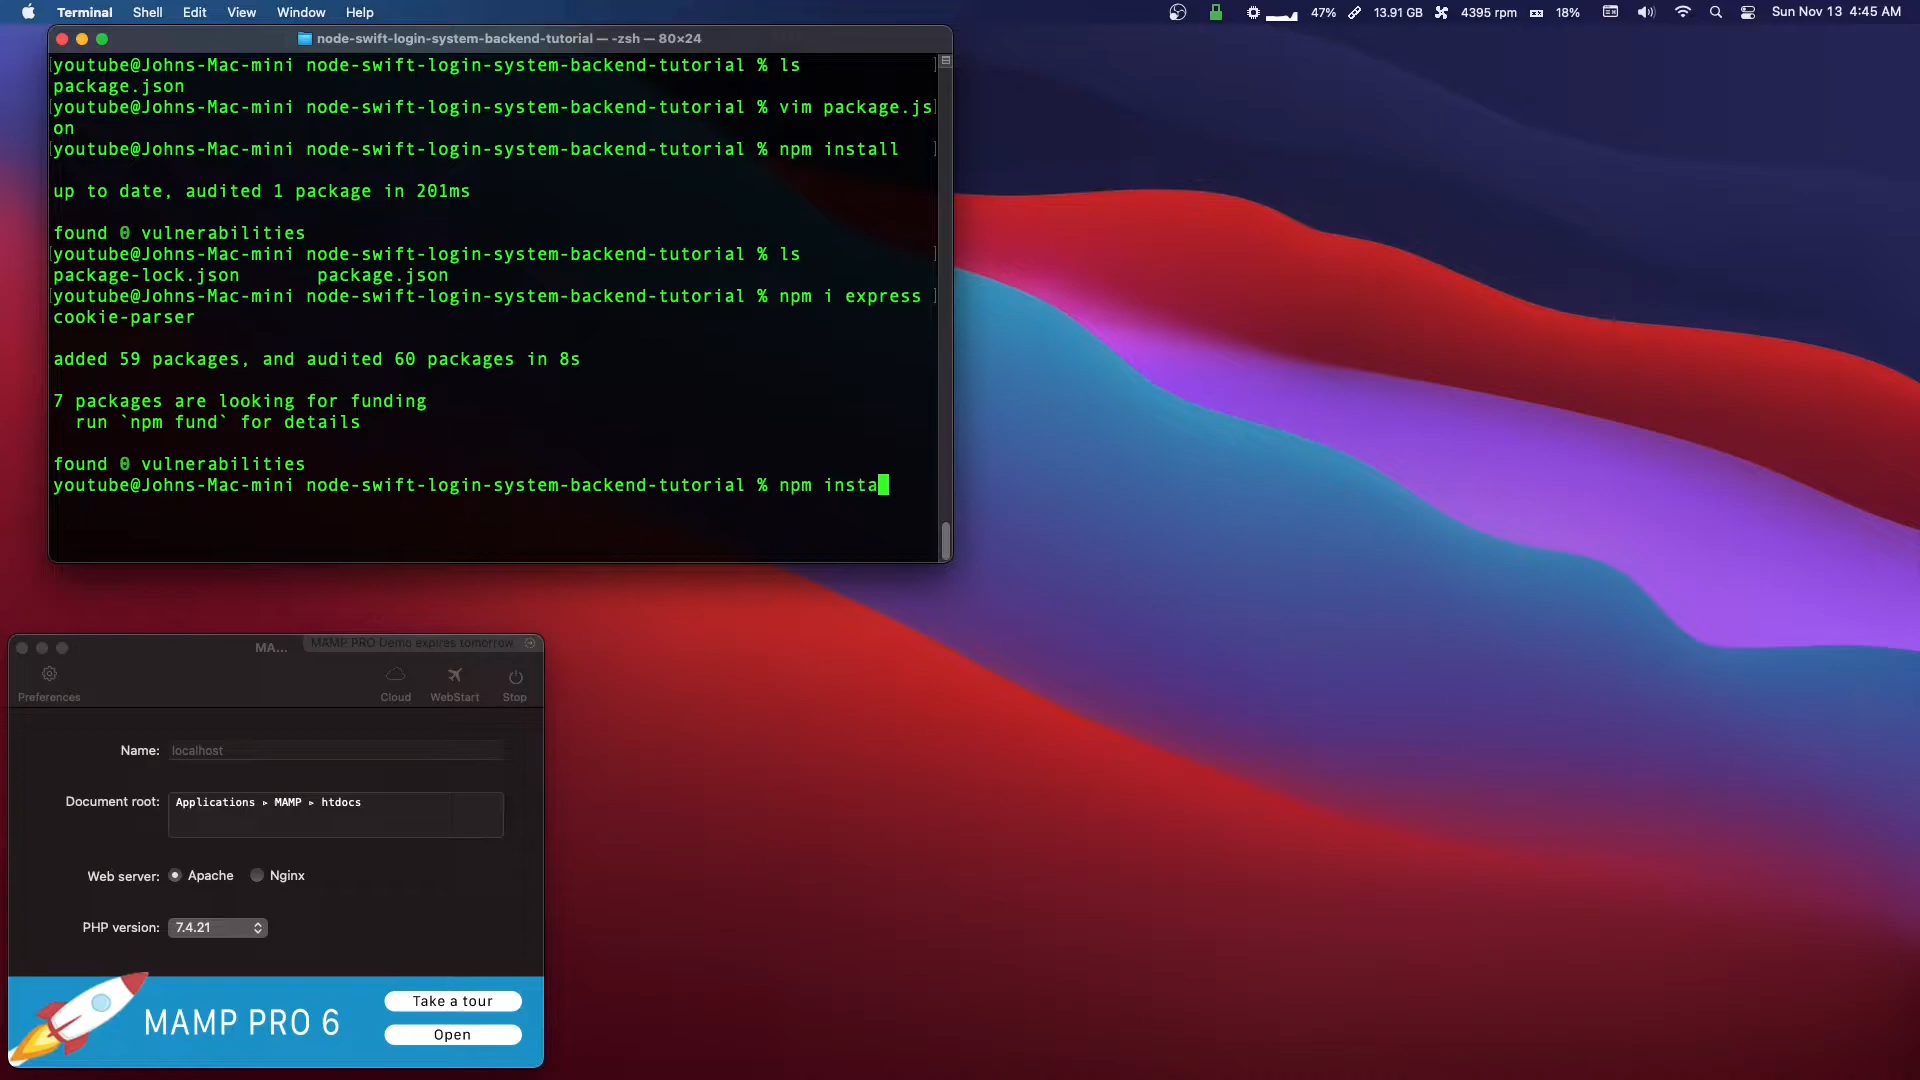 Terminal Shell Edit View Window Help 47% 13.91 GB 4395 rpm 18% Sun Nov 13 4:45 AM
node-swift-login-system-backend-tutorial — -zsh — 80×24
youtube@Johns-Mac-mini node-swift-login-system-backend-tutorial % ls
package.json
youtube@Johns-Mac-mini node-swift-login-system-backend-tutorial % vim package.js
on
youtube@Johns-Mac-mini node-swift-login-system-backend-tutorial % npm install
up to date, audited 1 package in 201ms
found 0 vulnerabilities
youtube@Johns-Mac-mini node-swift-login-system-backend-tutorial % ls
package-lock.json package.json
youtube@Johns-Mac-mini node-swift-login-system-backend-tutorial % npm i express
cookie-parser
added 59 packages, and audited 60 packages in 8s
7 packages are looking for funding
run `npm fund` for details
found 0 vulnerabilities
youtube@Johns-Mac-mini node-swift-login-system-backend-tutorial % npm insta
MA... MAMP PRO Demo expires tomorrow
Preferences Cloud WebStart Stop
Name: localhost
Document root: Applications ▸ MAMP ▸ htdocs
Web server: Apache Nginx
PHP version: 7.4.21
MAMP PRO 6
Take a tour
Open